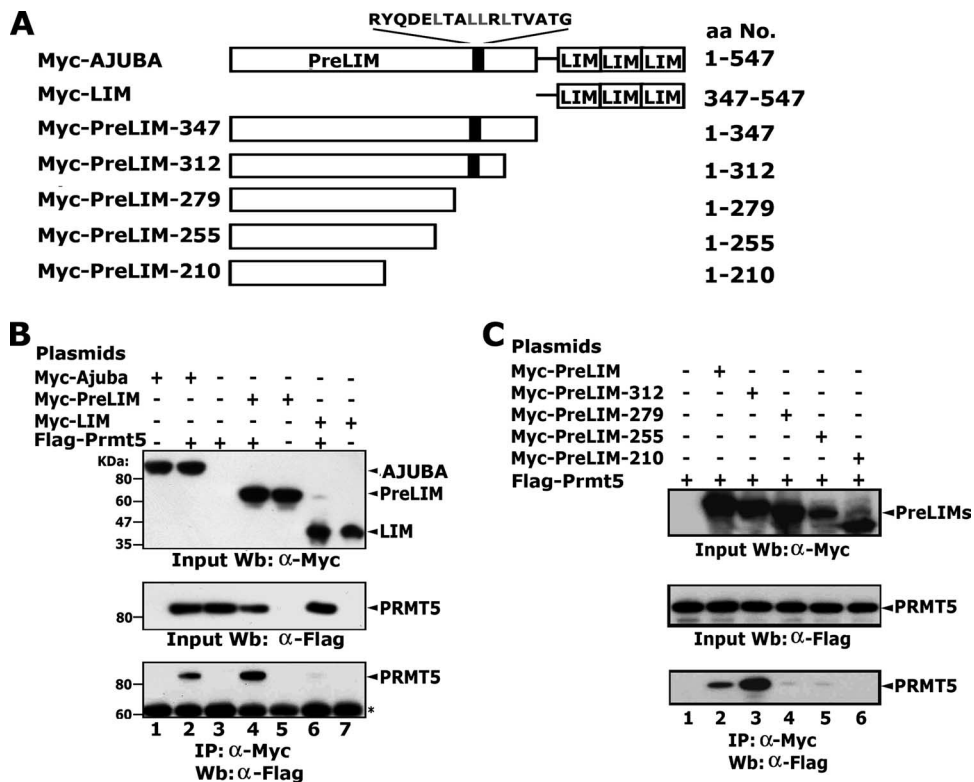 A
RYQDELTALLRLTVATG
aa No.
Myc-AJUBA PreLIM LIM LIM LIM 1-547
Myc-LIM LIM LIM LIM 347-547
Myc-PreLIM-347 1-347
Myc-PreLIM-312 1-312
Myc-PreLIM-279 1-279
Myc-PreLIM-255 1-255
Myc-PreLIM-210 1-210
B
Plasmids
Myc-Ajuba + + - - - - -
Myc-PreLIM - - - + + - -
Myc-LIM - - - - - + +
Flag-Prmt5 - + + + - + -
KDa:
80
60
47
35
AJUBA
PreLIM
LIM
Input Wb: α-Myc
80
PRMT5
Input Wb: α-Flag
80
60
PRMT5
*
1 2 3 4 5 6 7
IP: α-Myc
Wb: α-Flag
C
Plasmids
Myc-PreLIM - + - - - -
Myc-PreLIM-312 - - + - - -
Myc-PreLIM-279 - - - + - -
Myc-PreLIM-255 - - - - + -
Myc-PreLIM-210 - - - - - +
Flag-Prmt5 + + + + + +
PreLIMs
Input Wb: α-Myc
PRMT5
Input Wb: α-Flag
PRMT5
1 2 3 4 5 6
IP: α-Myc
Wb: α-Flag